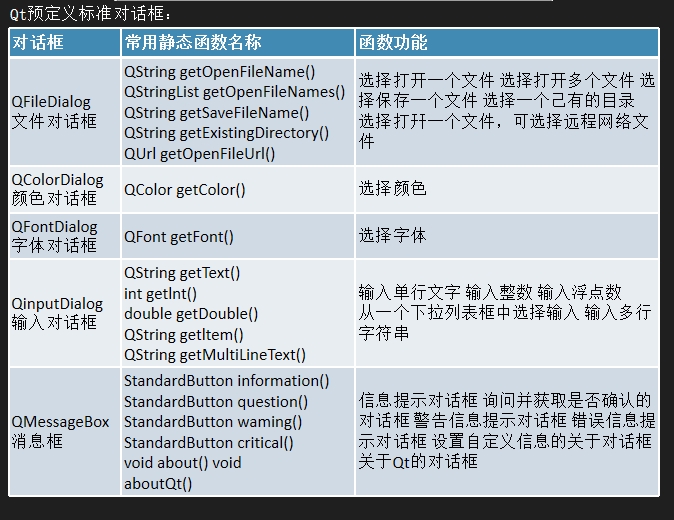 Qt预定义标准对话框：
对话框 常用静态函数名称 函数功能
QFileDialog
文件对话框
QString getOpenFileName()
QStringList getOpenFileNames()
QString getSaveFileName()
QString getExistingDirectory()
QUrl getOpenFileUrl()
选择打开一个文件 选择打开多个文件 选
择保存一个文件 选择一个己有的目录
选择打幵一个文件，可选择远程网络文
件
QColorDialog
颜色对话框
QColor getColor()
选择颜色
QFontDialog
字体对话框
QFont getFont()
选择字体
QinputDialog
输入对话框
QString getText()
int getlnt()
double getDouble()
QString getltem()
QString getMultiLineText()
输入单行文字 输入整数 输入浮点数
从一个下拉列表框中选择输入 输入多行
字符串
QMessageBox
消息框
StandardButton information()
StandardButton question()
StandardButton waming()
StandardButton critical()
void about() void
aboutQt()
信息提示对话框 询问并获取是否确认的
对话框 警告信息提示对话框 错误信息提
示对话框 设置自定义信息的关于对话框
关于Qt的对话框